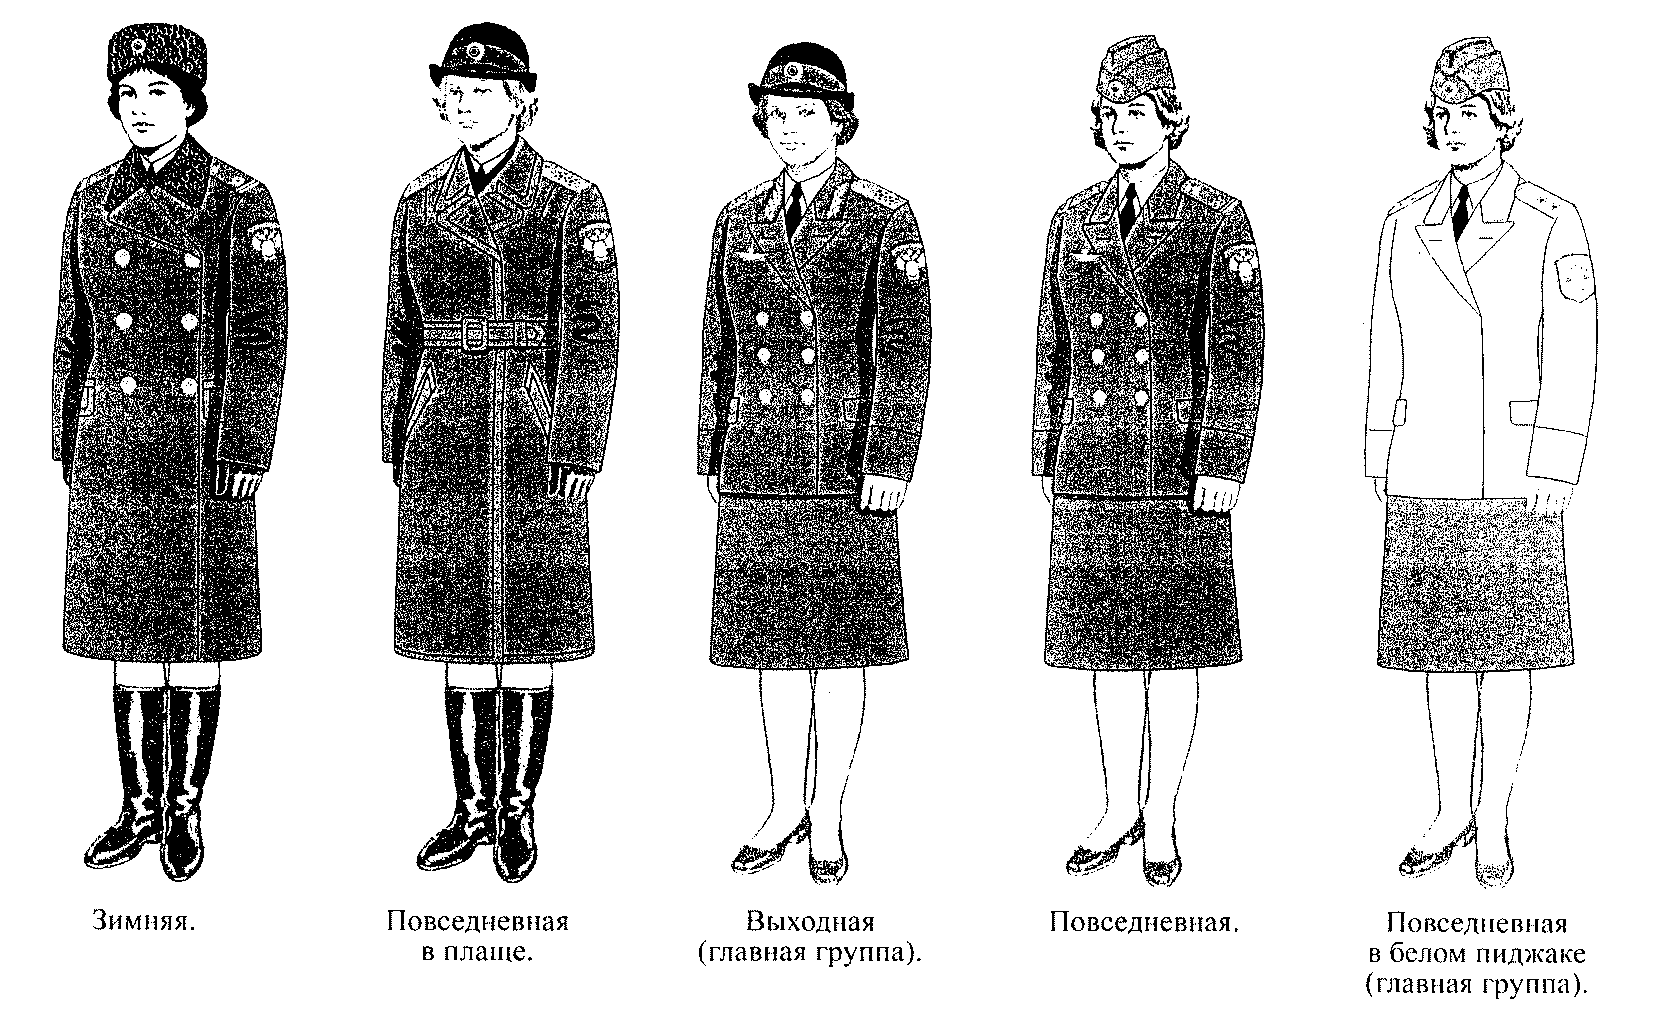 Зимняя.
Повседневная
в плаще.
Выходная
(главная группа).
Повседневная.
Повседневная
в белом пиджаке
(главная группа).